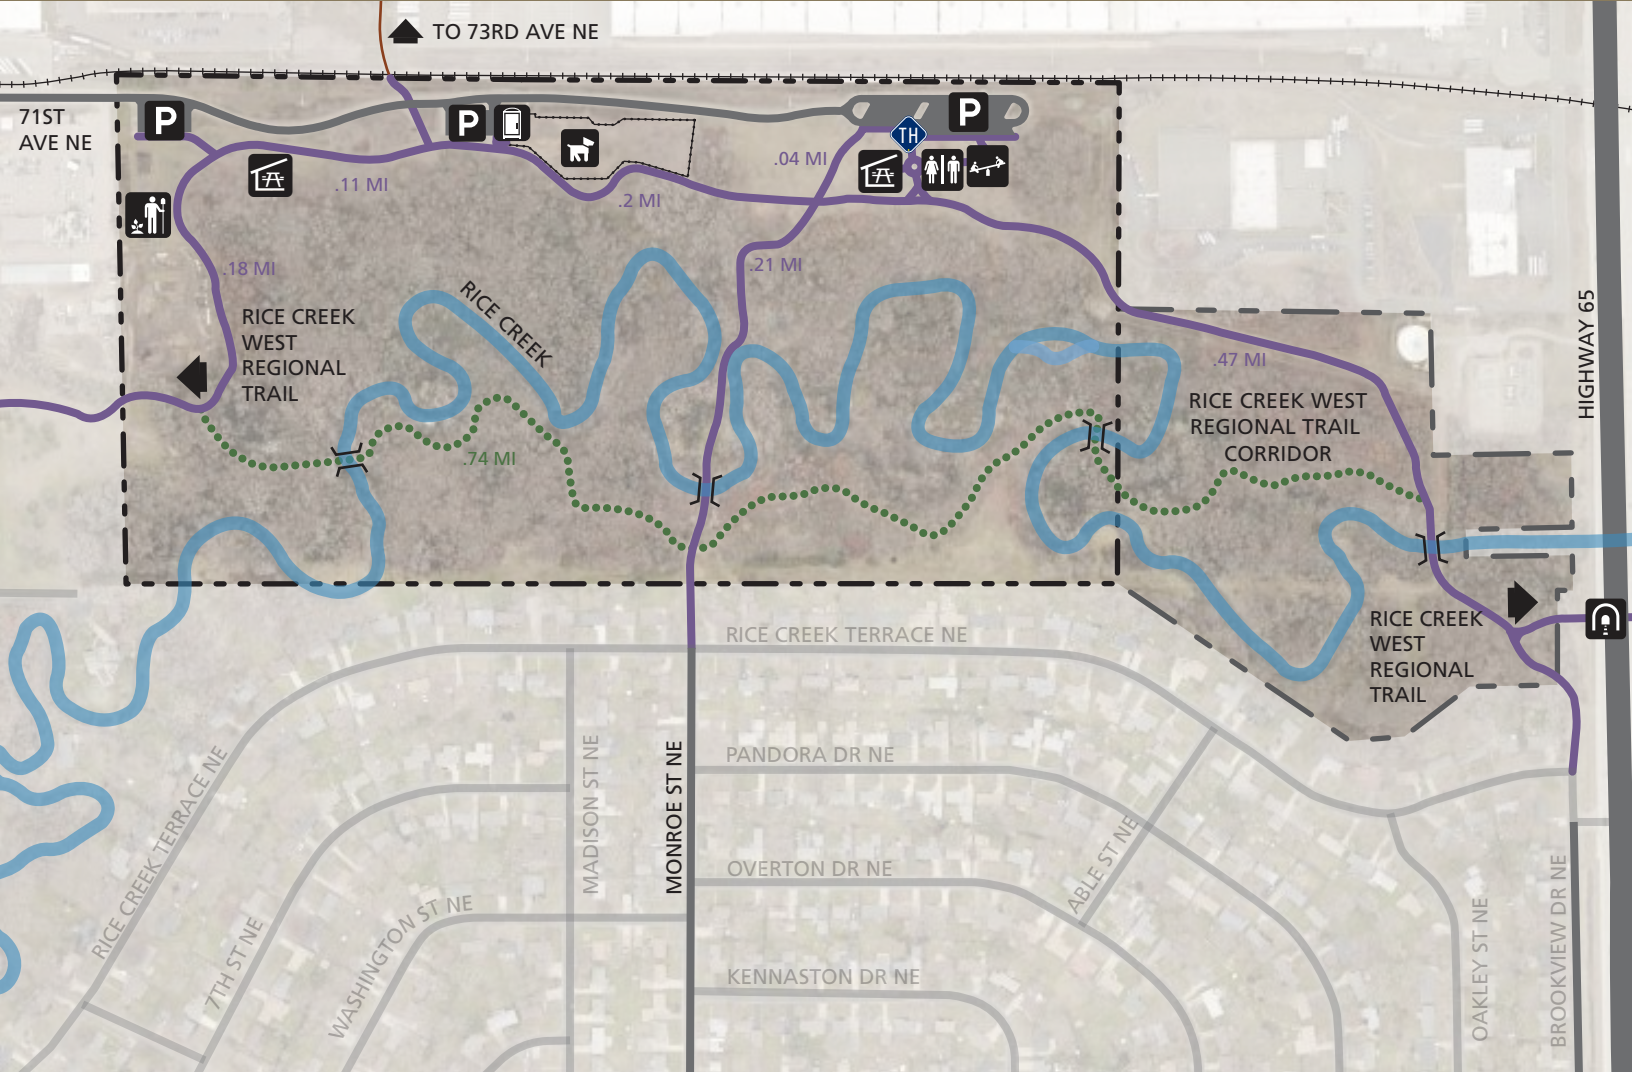 TO 73RD AVE NE
71ST
AVE NE
P
P
P
TH
.04 MI
.11 MI
.2 MI
.18 MI
.21 MI
RICE CREEK
RICE CREEK
WEST
REGIONAL
TRAIL
.47 MI
HIGHWAY 65
RICE CREEK WEST
REGIONAL TRAIL
CORRIDOR
.74 MI
RICE CREEK
WEST
REGIONAL
TRAIL
RICE CREEK TERRACE NE
PANDORA DR NE
MADISON ST NE
MONROE ST NE
RICE CREEK TERRACE NE
OVERTON DR NE
ABLE ST NE
WASHINGTON ST NE
7TH ST NE
KENNASTON DR NE
OAKLEY ST NE
BROOKVIEW DR NE